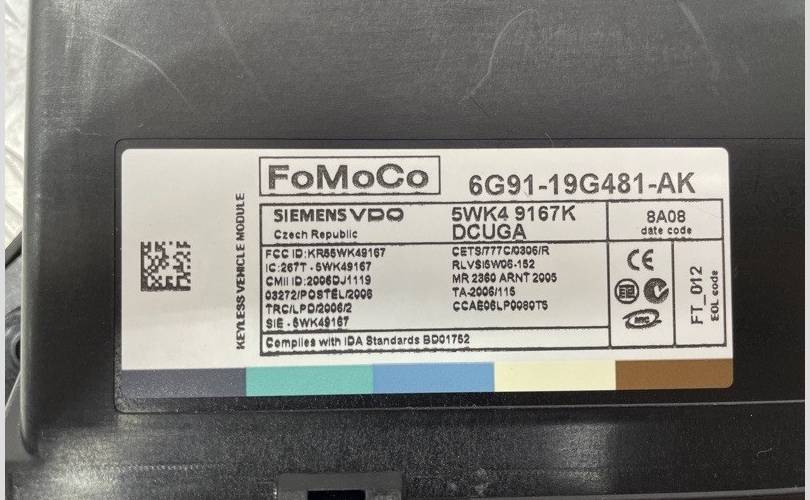 FoMoCo
6G91-19G481-AK
SIEMENS VDO
Czech Republic
5WK4 9167K
DCUGA
8A08
date code
KEYLESS VEHICLE MODULE
FCC ID:KR55WK49167
IC:267T - 5WK49167
CMII ID:2006DJ1119
03272/POSTEL/2006
TRC/LPD/2006/2
SIE - 5WK49167
CETS/777C/0306/R
RLVSI5W06-152
MR 2360 ARNT 2005
TA-2006/115
CCAE06LP0080T5
CE
FT_012
EOL code
Complies with IDA Standards BD01752